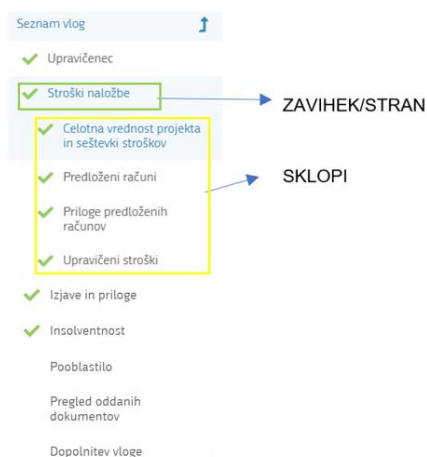 Seznam vlog
Upravičenec
Stroški naložbe
ZAVIHEK/STRAN
Celotna vrednost projekta
in seštevki stroškov
Predloženi računi
SKLOPI
Priloge predloženih
računov
Upravičeni stroški
Izjave in priloge
Insolventnost
Pooblastilo
Pregled oddanih
dokumentov
Dopolnitev vloge